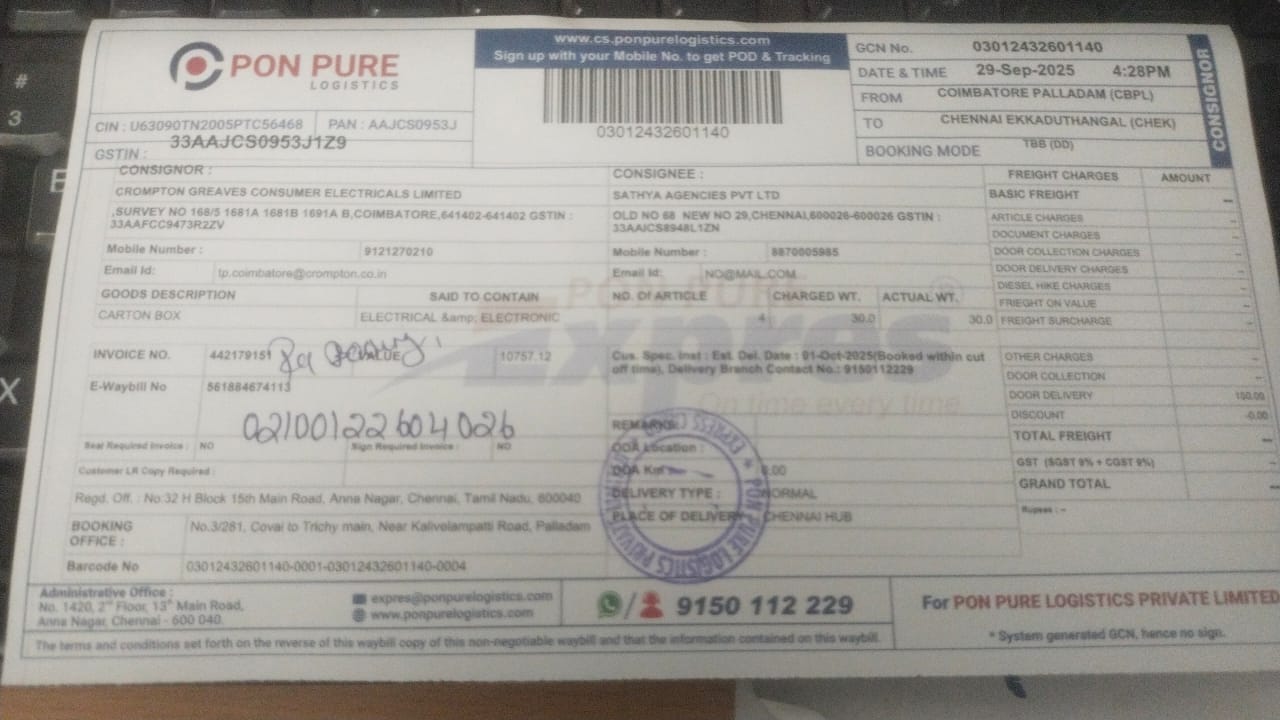 PON PURE
LOGISTICS
www.cs.ponpurelogistics.com
Sign up with your Mobile No. to get POD & Tracking
03012432601140
GCN No. 03012432601140
DATE & TIME 29-Sep-2025 4:28PM
FROM COIMBATORE PALLADAM (CBPL)
TO CHENNAI EKKADUTHANGAL (CHEK)
BOOKING MODE TBB (DD)
CONSIGNOR
CIN : U63090TN2005PTC56468 PAN : AAJCS0953J
GSTIN : 33AAJCS0953J1Z9
CONSIGNOR :
CROMPTON GREAVES CONSUMER ELECTRICALS LIMITED
,SURVEY NO 168/5 1681A 1681B 1691A B,COIMBATORE,641402-641402 GSTIN :
33AAFCC9473R2ZV
Mobile Number : 9121270210
Email Id: tp.coimbatore@crompton.co.in
CONSIGNEE :
SATHYA AGENCIES PVT LTD
OLD NO 68 NEW NO 29,CHENNAI,600026-600026 GSTIN :
33AAICS8948L1ZN
Mobile Number : 8870005985
Email Id: NO@MAIL.COM
GOODS DESCRIPTION SAID TO CONTAIN NO. Of ARTICLE CHARGED WT. ACTUAL WT.
CARTON BOX ELECTRICAL &amp; ELECTRONIC 4 30.0 30.0
PON PURE
Expres
On time every time
INVOICE NO. 442179151 VALUE 10757.12
E-Waybill No 561884674113
02100122604026
Seal Required Invoice : NO Sign Required Invoice : NO
Customer LR Copy Required :
Cus. Spec. Inst : Est. Del. Date : 01-Oct-2025(Booked within cut
off time), Delivery Branch Contact No.: 9150112229
REMARKS:
ODA Location :
ODA Km 0.00
DELIVERY TYPE : NORMAL
PLACE OF DELIVERY CHENNAI HUB
PON PURE LOGISTICS PRIVATE
FREIGHT CHARGES AMOUNT
BASIC FREIGHT --
ARTICLE CHARGES -
DOCUMENT CHARGES -
DOOR COLLECTION CHARGES -
DOOR DELIVERY CHARGES -
DIESEL HIKE CHARGES -
FRIEGHT ON VALUE -
FREIGHT SURCHARGE -
OTHER CHARGES -
DOOR COLLECTION -
DOOR DELIVERY 100.00
DISCOUNT -0.00
TOTAL FREIGHT --
GST (SGST 9% + CGST 9%) -
GRAND TOTAL --
Rupees : --
Regd. Off. : No:32 H Block 15th Main Road, Anna Nagar, Chennai, Tamil Nadu, 600040
BOOKING OFFICE : No.3/281, Covai to Trichy main, Near Kalivelampatti Road, Palladam
Barcode No 03012432601140-0001-03012432601140-0004
Administrative Office :
No. 1420, 2nd Floor, 13th Main Road,
Anna Nagar, Chennai - 600 040.
expres@ponpurelogistics.com
www.ponpurelogistics.com
/ 9150 112 229
For PON PURE LOGISTICS PRIVATE LIMITED
* System generated GCN, hence no sign.
The terms and conditions set forth on the reverse of this waybill copy of this non-negotiable waybill and that the information contained on this waybill.